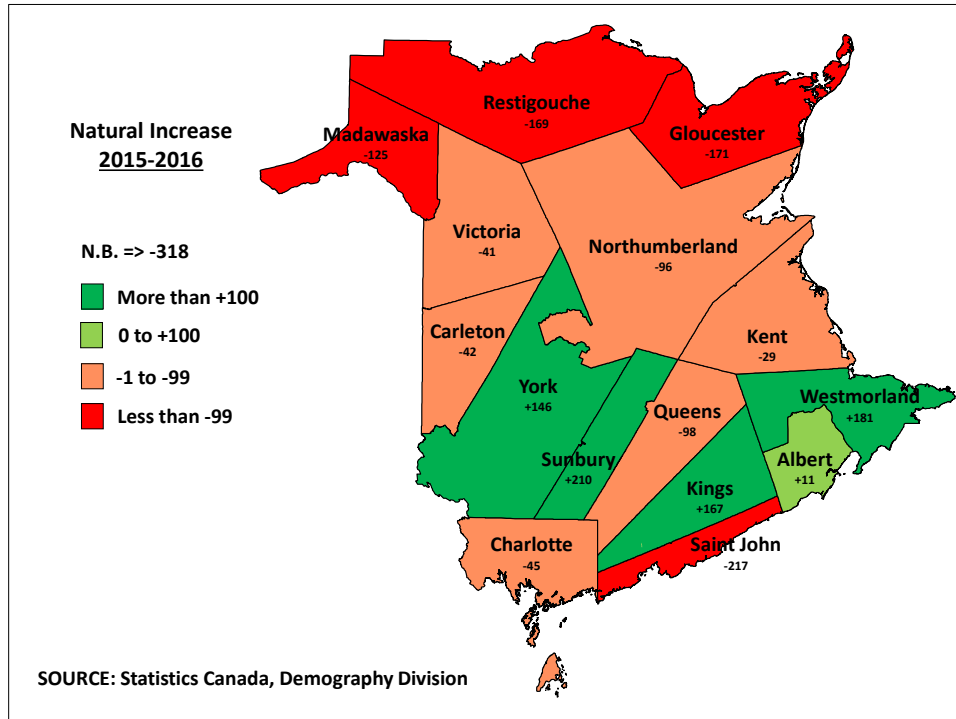 Natural Increase
2015-2016
N.B. => -318
More than +100
0 to +100
-1 to -99
Less than -99
Restigouche
-169
Madawaska
-125
Gloucester
-171
Victoria
-41
Northumberland
-96
Carleton
-42
Kent
-29
York
+146
Westmorland
+181
Queens
-98
Sunbury
+210
Albert
+11
Kings
+167
Charlotte
-45
Saint John
-217
SOURCE: Statistics Canada, Demography Division